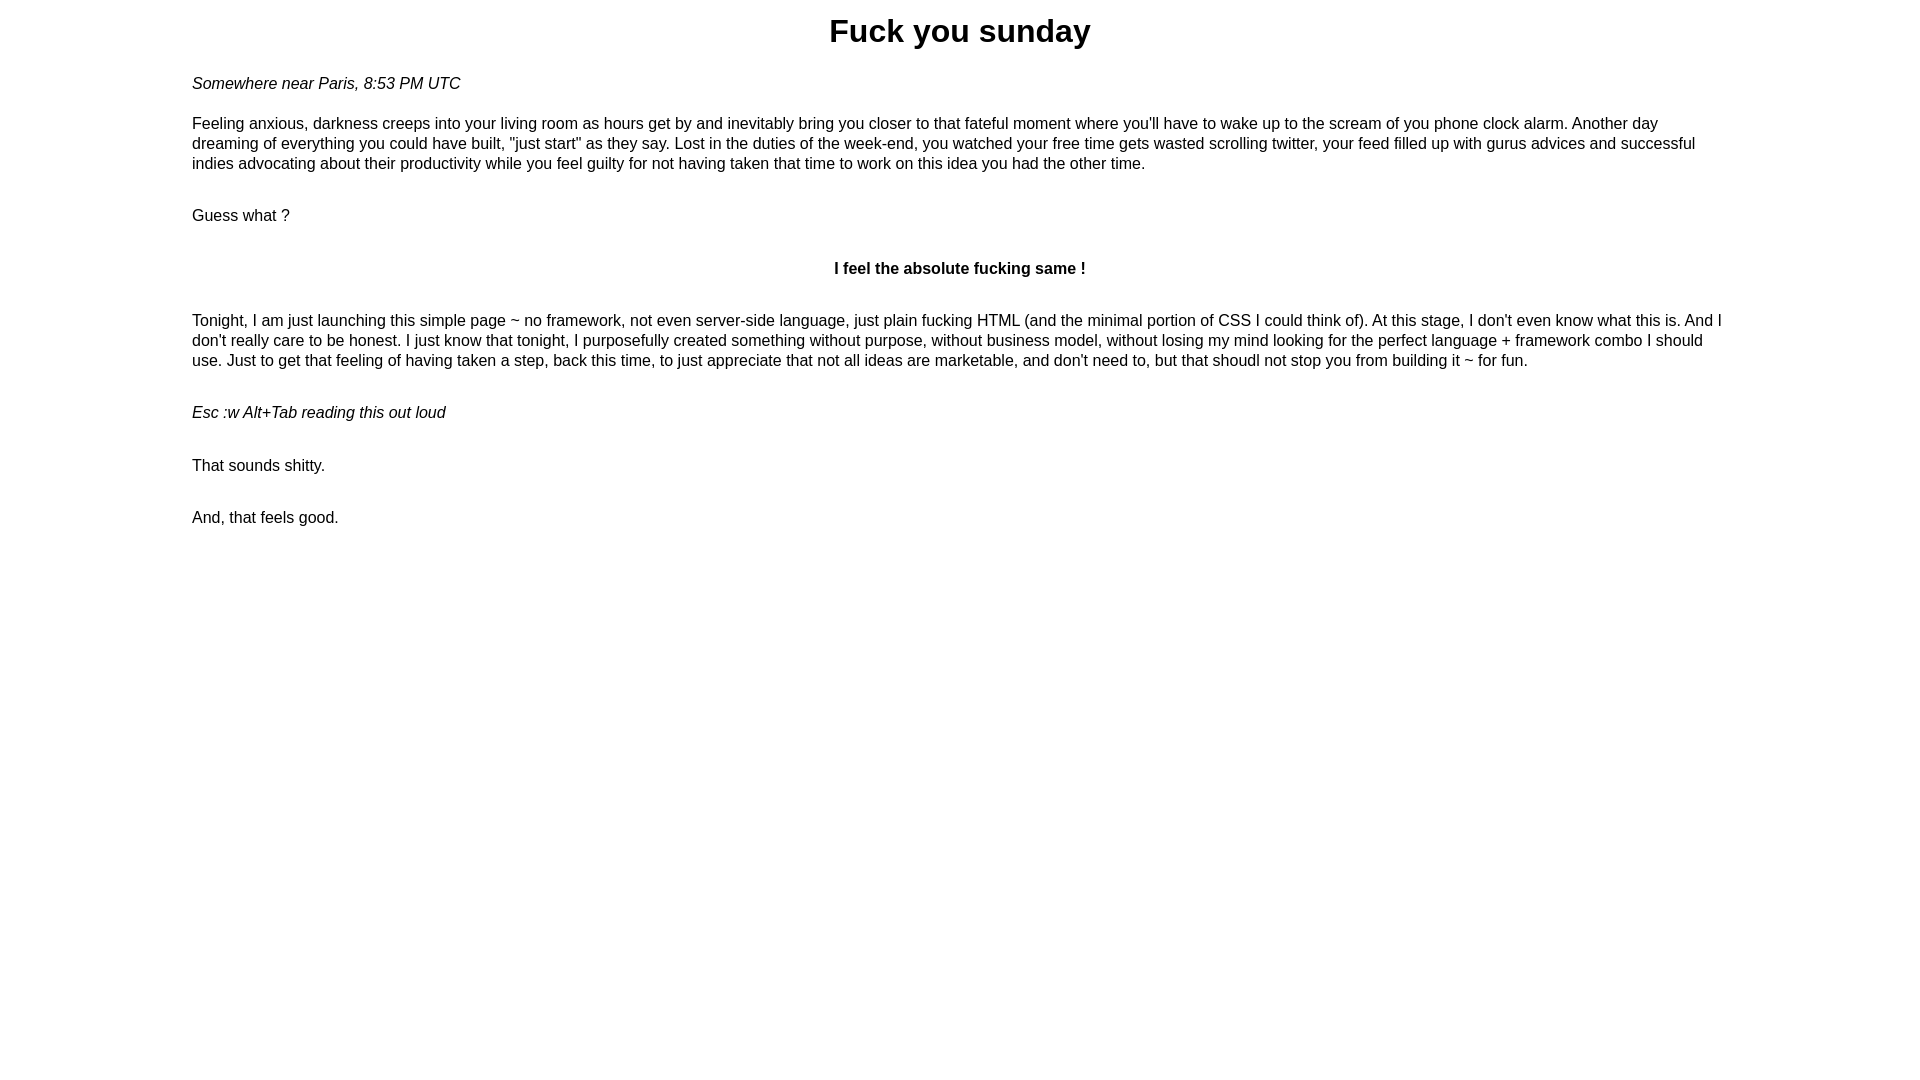 Fuck you sunday
Somewhere near Paris, 8:53 PM UTC
Feeling anxious, darkness creeps into your living room as hours get by and inevitably bring you closer to that fateful moment where you'll have to wake up to the scream of you phone clock alarm. Another day
dreaming of everything you could have built, "just start" as they say. Lost in the duties of the week-end, you watched your free time gets wasted scrolling twitter, your feed filled up with gurus advices and successful
indies advocating about their productivity while you feel guilty for not having taken that time to work on this idea you had the other time.
Guess what ?
I feel the absolute fucking same !
Tonight, I am just launching this simple page ~ no framework, not even server-side language, just plain fucking HTML (and the minimal portion of CSS I could think of). At this stage, I don't even know what this is. And I
don't really care to be honest. I just know that tonight, I purposefully created something without purpose, without business model, without losing my mind looking for the perfect language + framework combo I should
use. Just to get that feeling of having taken a step, back this time, to just appreciate that not all ideas are marketable, and don't need to, but that shoudl not stop you from building it ~ for fun.
Esc :w Alt+Tab reading this out loud
That sounds shitty.
And, that feels good.